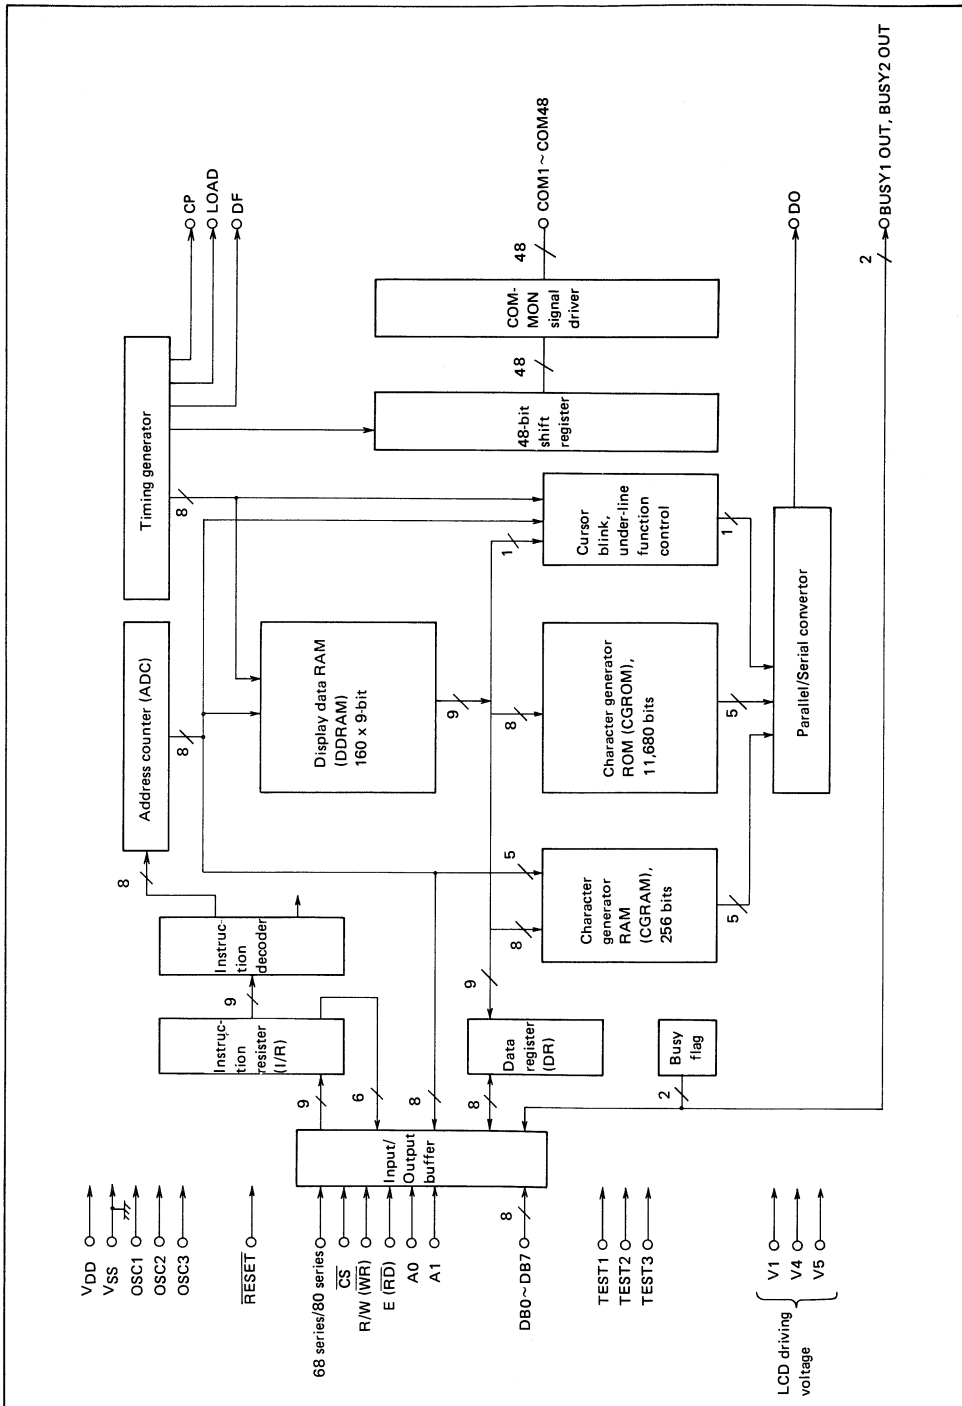 VDD
VSS
OSC1
OSC2
OSC3
RESET
68 series/80 series
CS
R/W (WR)
E (RD)
A0
A1
DB0~DB7
8
TEST1
TEST2
TEST3
LCD driving
voltage
V1
V4
V5
Input/
Output
buffer
9
6
8
8
2
Instruc-
tion
resister
(I/R)
9
Instruc-
tion
decoder
8
Data
register
(DR)
9
Busy
flag
Address counter (ADC)
8
Display data RAM
(DDRAM)
160 x 9-bit
9
8
5
Character
generator
RAM
(CGRAM),
256 bits
5
8
Character generator
ROM (CGROM),
11,680 bits
5
1
Cursor
blink,
under-line
function
control
1
Timing generator
8
48-bit
shift
register
48
COM-
MON
signal
driver
48
Parallel/Serial convertor
CP
LOAD
DF
COM1~COM48
DO
2
BUSY1 OUT, BUSY2 OUT